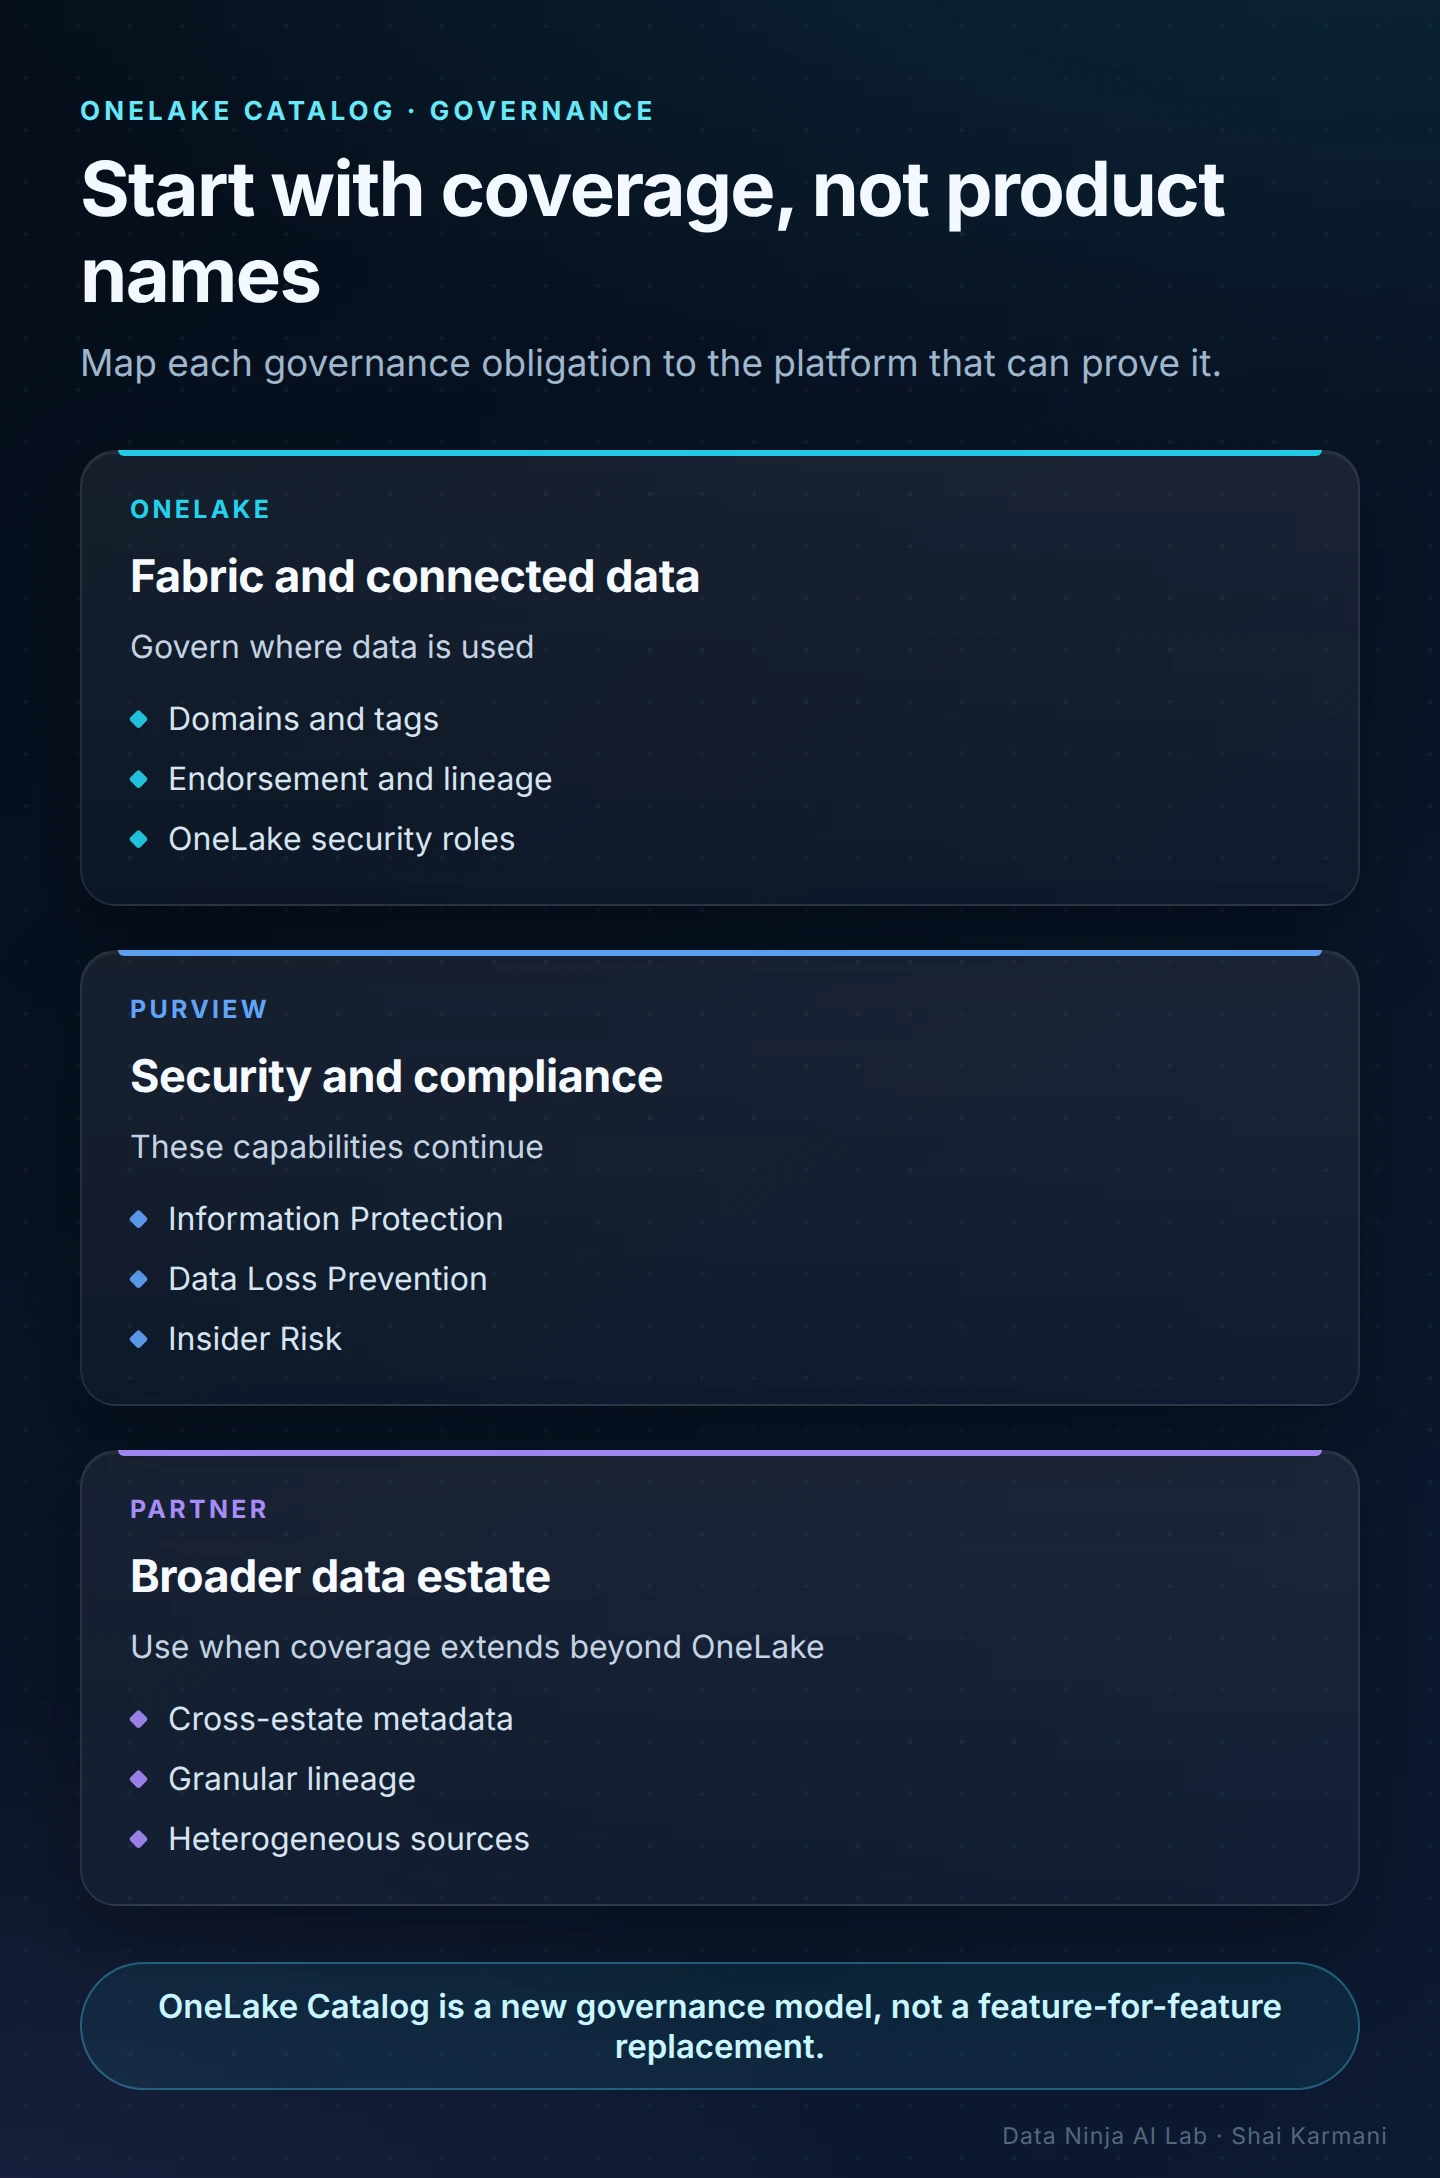 ONELAKE CATALOG · GOVERNANCE
Start with coverage, not product
names
Map each governance obligation to the platform that can prove it.
ONELAKE
Fabric and connected data
Govern where data is used
Domains and tags
Endorsement and lineage
OneLake security roles
PURVIEW
Security and compliance
These capabilities continue
Information Protection
Data Loss Prevention
Insider Risk
PARTNER
Broader data estate
Use when coverage extends beyond OneLake
Cross-estate metadata
Granular lineage
Heterogeneous sources
OneLake Catalog is a new governance model, not a feature-for-feature
replacement.
Data Ninja AI Lab · Shai Karmani